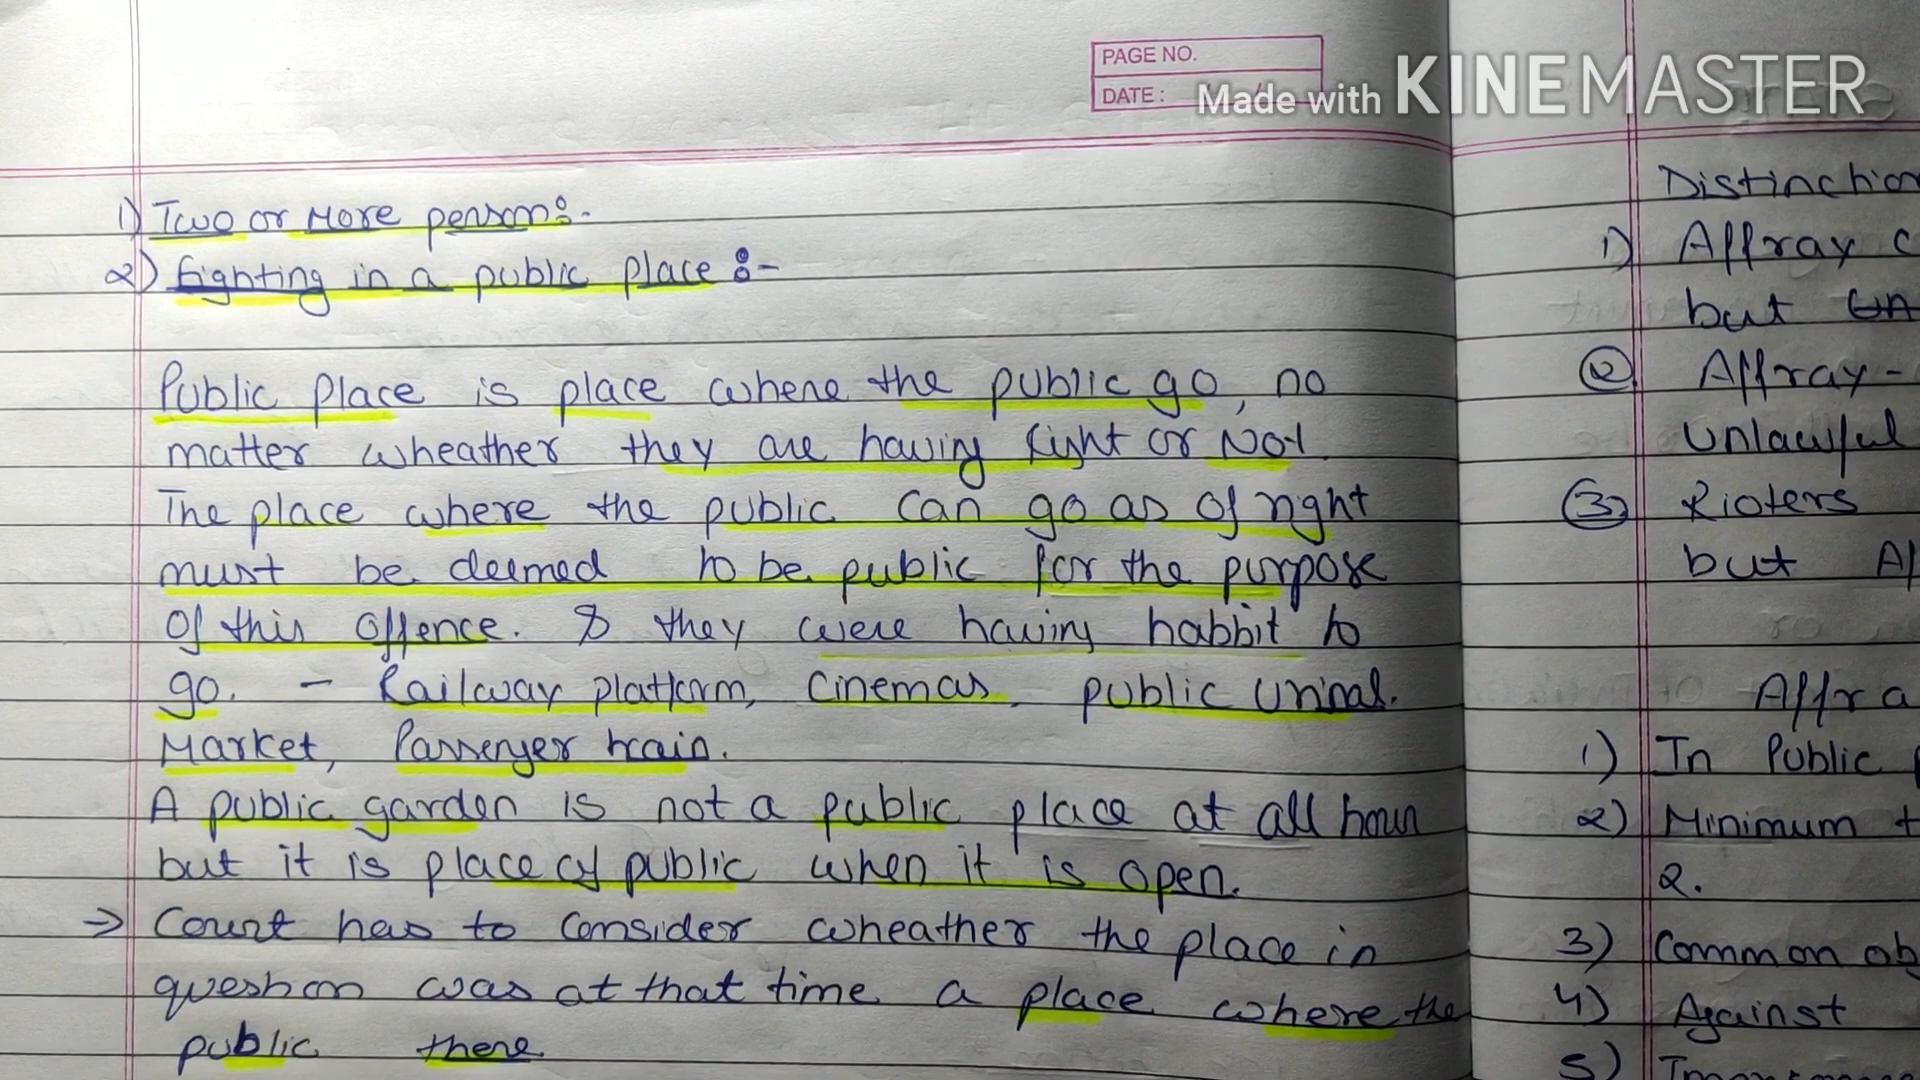 PAGE NO.
DATE :
Made with KINEMASTER
1) Two or More person:-
2) fighting in a public place :-
Public Place is place where the public go, no
matter wheather they are having right or Not.
The place where the public can go as of right
must be deemed to be public for the purpose
of this offence. & they were having habbit to
go. - Railway platform, Cinemas, public urinal.
Market, Passenger train.
A public garden is not a public place at all hour
but it is place of public when it is open.
→ Court has to consider wheather the place in
question was at that time a place where the
public there
Distinction
1) Affray
but
② Affray -
Unlawful
③ Rioters
but
Affra
1) In Public
2) Minimum
2.
3) Common ob
4) Against
5)